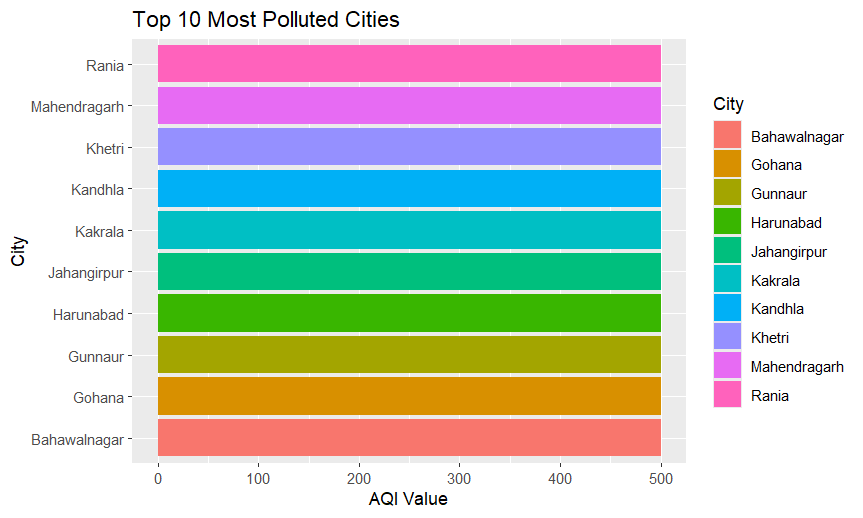 Top 10 Most Polluted Cities
City
Rania
Mahendragarh
Khetri
Kandhla
Kakrala
Jahangirpur
Harunabad
Gunnaur
Gohana
Bahawalnagar
0 100 200 300 400 500
AQI Value
City
Bahawalnagar
Gohana
Gunnaur
Harunabad
Jahangirpur
Kakrala
Kandhla
Khetri
Mahendragarh
Rania